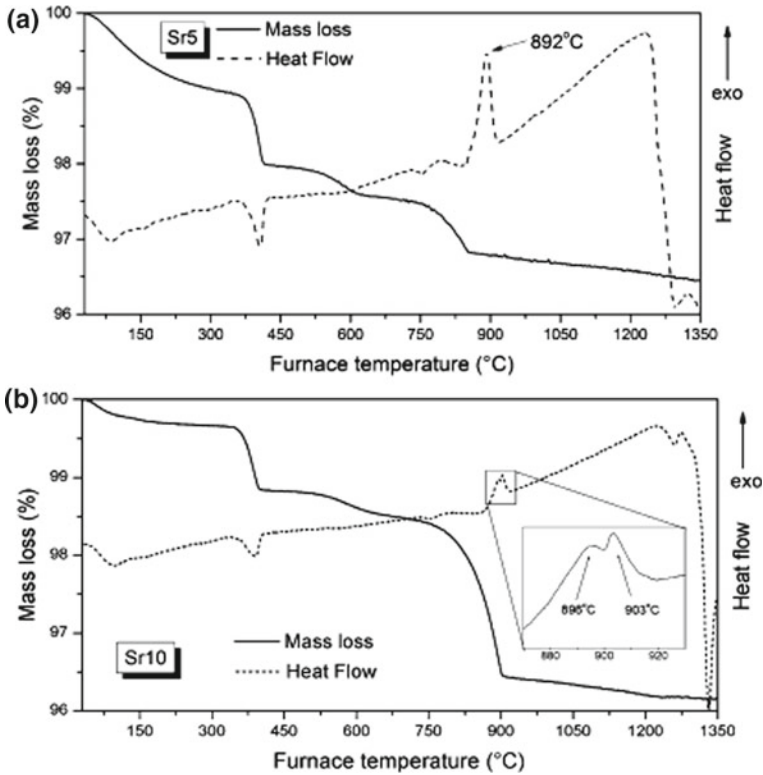 (a)
Sr5
Mass loss
Heat Flow
892°C
exo
Heat flow
Mass loss (%)
100
99
98
97
96
150 300 450 600 750 900 1050 1200 1350
Furnace temperature (°C)
(b)
Sr10
Mass loss
Heat Flow
896°C
903°C
880 900 920
exo
Heat flow
Mass loss (%)
100
99
98
97
96
150 300 450 600 750 900 1050 1200 1350
Furnace temperature (°C)